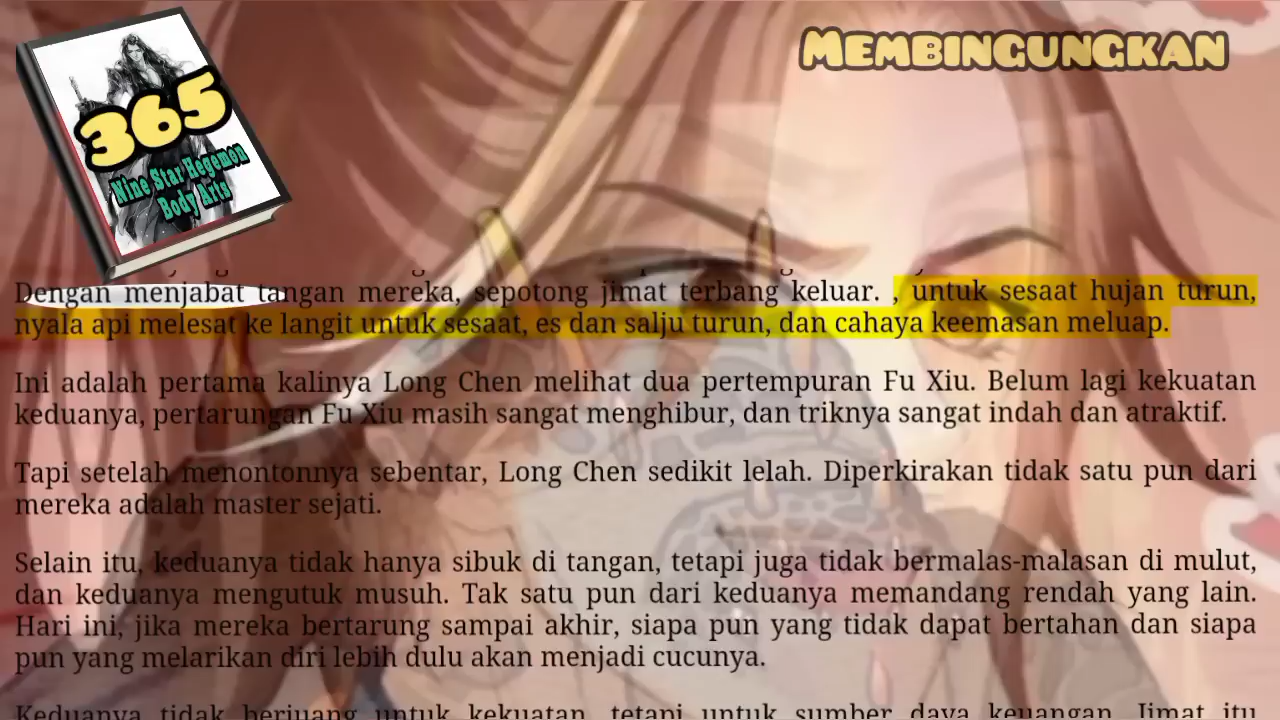 MEMBINGUNGKAN
365
Nine Star Hegemon
Body Arts
Dengan menjabat tangan mereka, sepotong jimat terbang keluar. , untuk sesaat hujan turun,
nyala api melesat ke langit untuk sesaat, es dan salju turun, dan cahaya keemasan meluap.
Ini adalah pertama kalinya Long Chen melihat dua pertempuran Fu Xiu. Belum lagi kekuatan
keduanya, pertarungan Fu Xiu masih sangat menghibur, dan triknya sangat indah dan atraktif.
Tapi setelah menontonnya sebentar, Long Chen sedikit lelah. Diperkirakan tidak satu pun dari
mereka adalah master sejati.
Selain itu, keduanya tidak hanya sibuk di tangan, tetapi juga tidak bermalas-malasan di mulut,
dan keduanya mengutuk musuh. Tak satu pun dari keduanya memandang rendah yang lain.
Hari ini, jika mereka bertarung sampai akhir, siapa pun yang tidak dapat bertahan dan siapa
pun yang melarikan diri lebih dulu akan menjadi cucunya.
Keduanya tidak berjuang untuk kekuatan, tetapi untuk sumber daya keuangan. Jimat itu